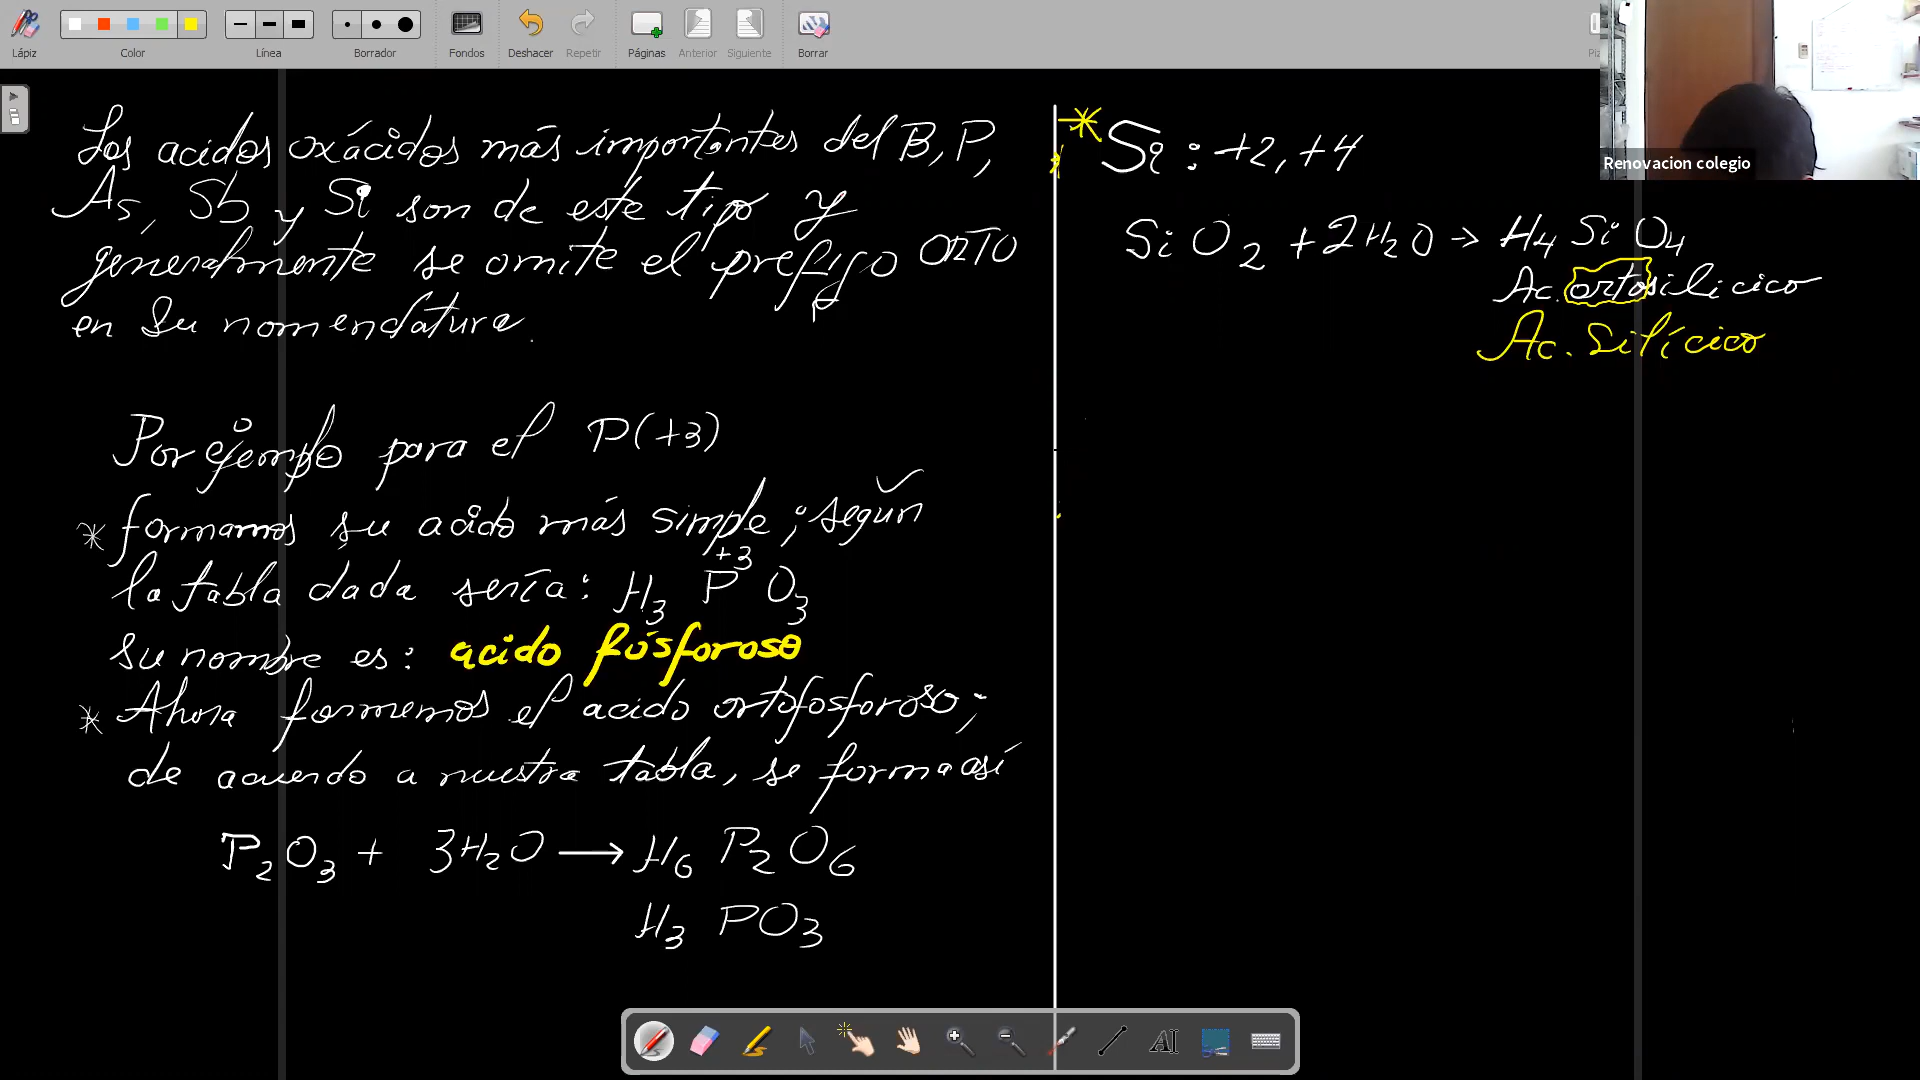 Lápiz
Color
Línea
Borrador
Fondos
Deshacer
Repetir
Páginas
Anterior
Siguiente
Borrar
Renovacion colegio
Los acidos oxácidos más importantes del B, P,
As, Sb y Si son de este tipo y
generalmente se omite el prefijo ORTO
en su nomenclatura.
Por ejemplo para el P(+3)
* formamos su acido más simple; según
+3
la tabla dada sería: H3 P O3
su nombre es: acido fósforoso
* Ahora formemos el acido ortofosforoso;
de acuerdo a nuestra tabla, se forma así
P2O3 + 3H2O → H6 P2 O6
H3 PO3
* Si : +2, +4
SiO2 + 2H2O → H4 SiO4
Ac. ortosilicico
Ac. Silícico
AI